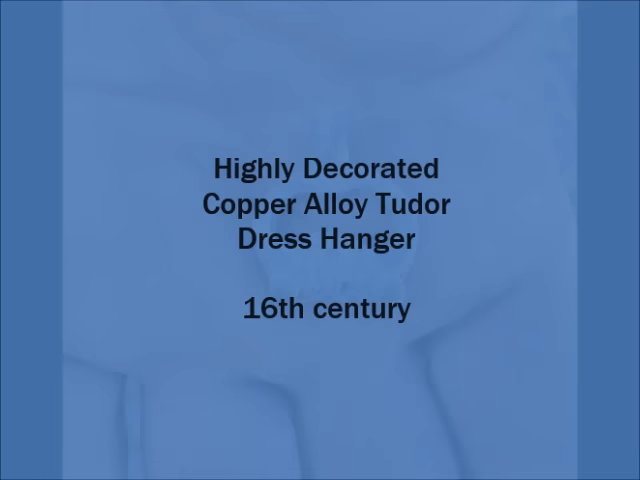 Highly Decorated
Copper Alloy Tudor
Dress Hanger
16th century